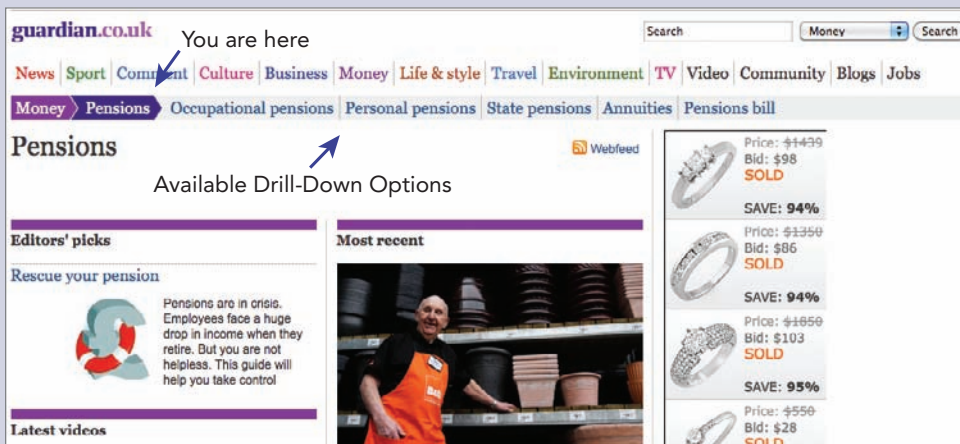 guardian.co.uk
You are here
Search
Money
Search
News Sport Comment Culture Business Money Life & style Travel Environment TV Video Community Blogs Jobs
Money Pensions Occupational pensions Personal pensions State pensions Annuities Pensions bill
Pensions
Webfeed
Available Drill-Down Options
Editors' picks
Rescue your pension
Pensions are in crisis.
Employees face a huge
drop in income when they
retire. But you are not
helpless. This guide will
help you take control
Latest videos
Most recent
Price: $1439
Bid: $98
SOLD
SAVE: 94%
Price: $1350
Bid: $86
SOLD
SAVE: 94%
Price: $1850
Bid: $103
SOLD
SAVE: 95%
Price: $550
Bid: $28
SOLD